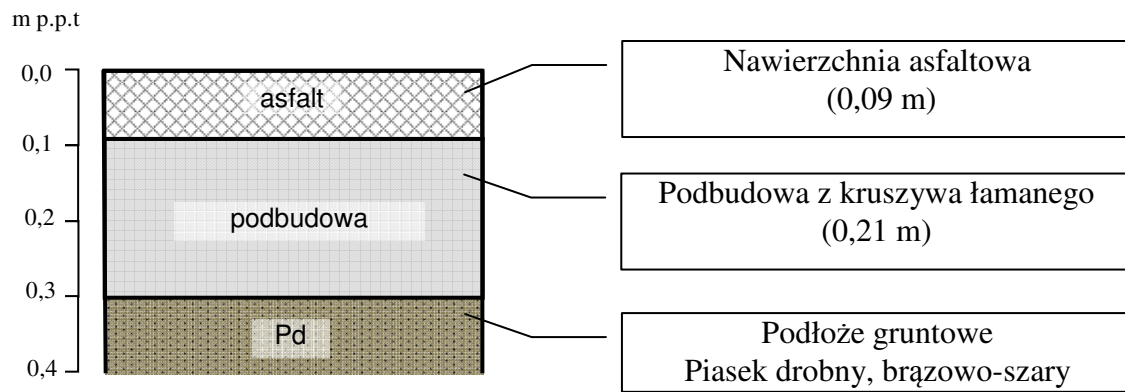 m p.p.t
0,0
0,1
0,2
0,3
0,4
asfalt
podbudowa
Pd
Nawierzchnia asfaltowa
(0,09 m)
Podbudowa z kruszywa łamanego
(0,21 m)
Podłoże gruntowe
Piasek drobny, brązowo-szary